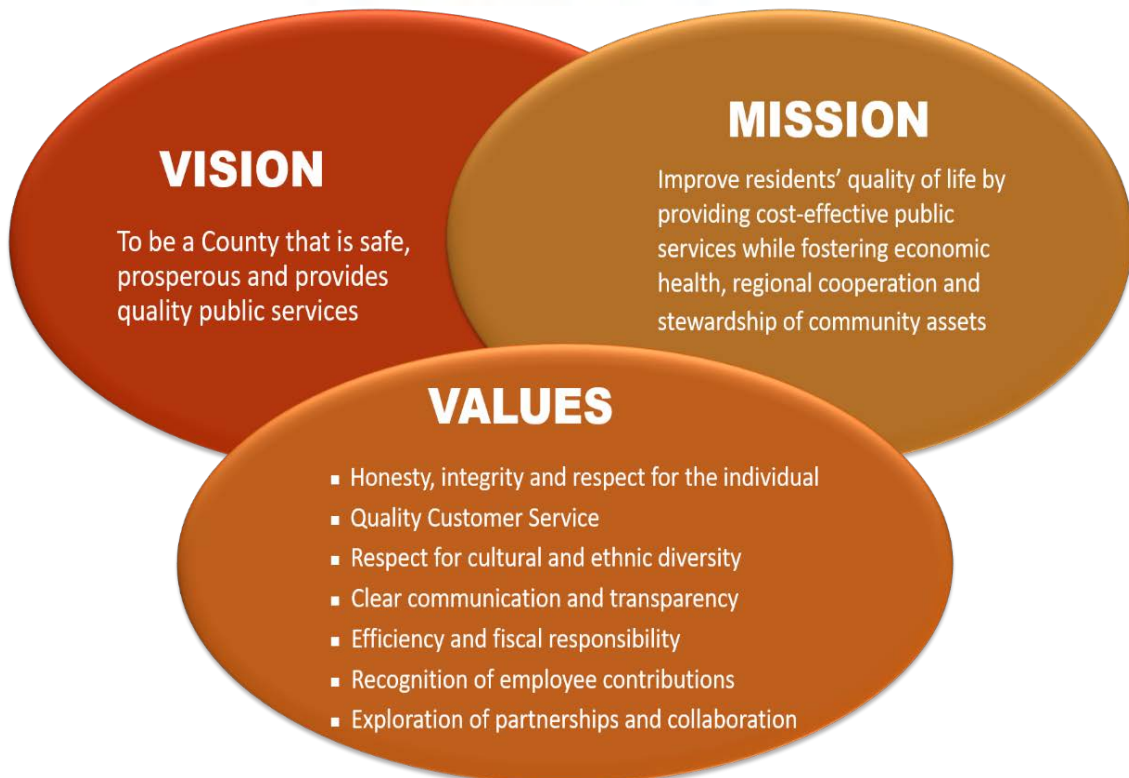 VISION
To be a County that is safe,
prosperous and provides
quality public services
MISSION
Improve residents’ quality of life by
providing cost-effective public
services while fostering economic
health, regional cooperation and
stewardship of community assets
VALUES
▪ Honesty, integrity and respect for the individual
▪ Quality Customer Service
▪ Respect for cultural and ethnic diversity
▪ Clear communication and transparency
▪ Efficiency and fiscal responsibility
▪ Recognition of employee contributions
▪ Exploration of partnerships and collaboration